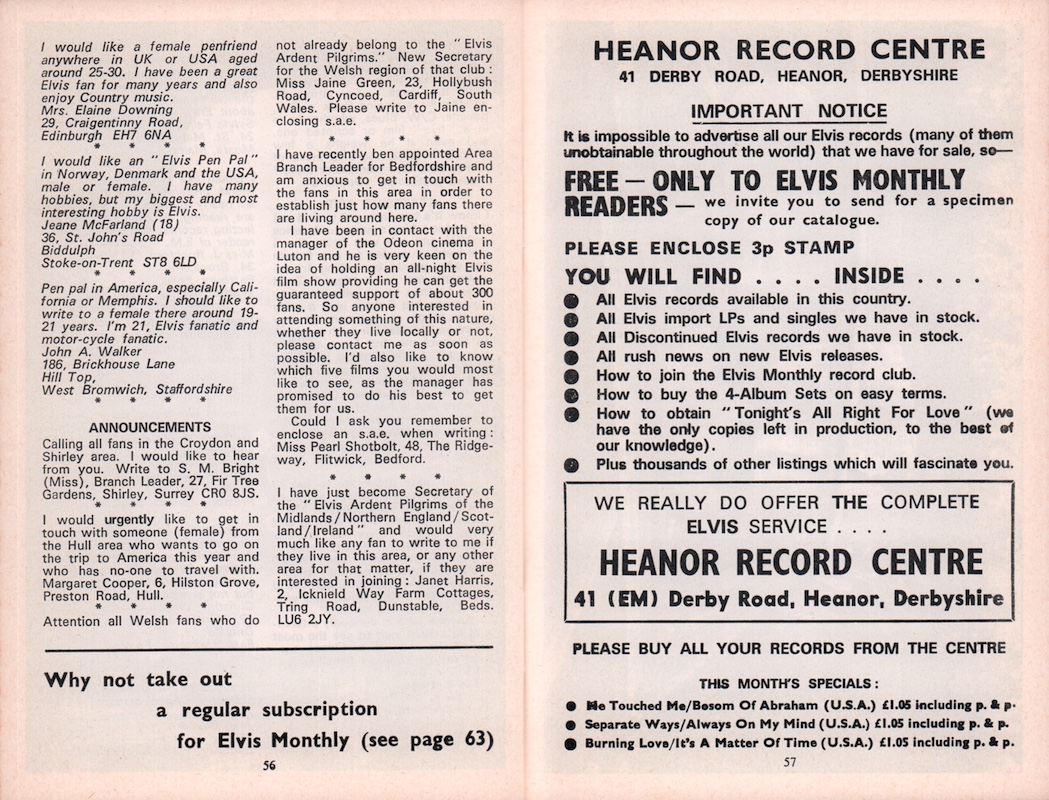 I would like a female penfriend
anywhere in UK or USA aged
around 25-30. I have been a great
Elvis fan for many years and also
enjoy Country music.
Mrs. Elaine Downing
29, Craigentinny Road,
Edinburgh EH7 6NA
* * * *
I would like an "Elvis Pen Pal"
in Norway, Denmark and the USA,
male or female. I have many
hobbies, but my biggest and most
interesting hobby is Elvis.
Jeane McFarland (18)
36, St. John's Road
Biddulph
Stoke-on-Trent ST8 6LD
* * * *
Pen pal in America, especially Cali-
fornia or Memphis. I should like to
write to a female there around 19-
21 years. I'm 21, Elvis fanatic and
motor-cycle fanatic.
John A. Walker
186, Brickhouse Lane
Hill Top,
West Bromwich, Staffordshire
* * * *
ANNOUNCEMENTS
Calling all fans in the Croydon and
Shirley area. I would like to hear
from you. Write to S. M. Bright
(Miss), Branch Leader, 27, Fir Tree
Gardens, Shirley, Surrey CR0 8JS.
* * * *
I would urgently like to get in
touch with someone (female) from
the Hull area who wants to go on
the trip to America this year and
who has no-one to travel with.
Margaret Cooper, 6, Hilston Grove,
Preston Road, Hull.
* * * *
Attention all Welsh fans who do
not already belong to the "Elvis
Ardent Pilgrims." New Secretary
for the Welsh region of that club:
Miss Jaine Green, 23, Hollybush
Road, Cyncoed, Cardiff, South
Wales. Please write to Jaine en-
closing s.a.e.
* * * *
I have recently ben appointed Area
Branch Leader for Bedfordshire and
am anxious to get in touch with
the fans in this area in order to
establish just how many fans there
are living around here.
I have been in contact with the
manager of the Odeon cinema in
Luton and he is very keen on the
idea of holding an all-night Elvis
film show providing he can get the
guaranteed support of about 300
fans. So anyone interested in
attending something of this nature,
whether they live locally or not,
please contact me as soon as
possible. I'd also like to know
which five films you would most
like to see, as the manager has
promised to do his best to get
them for us.
Could I ask you remember to
enclose an s.a.e. when writing:
Miss Pearl Shotbolt, 48, The Ridge-
way, Flitwick, Bedford.
* * * *
I have just become Secretary of
the "Elvis Ardent Pilgrims of the
Midlands/Northern England/Scot-
land/Ireland" and would very
much like any fan to write to me if
they live in this area, or any other
area for that matter, if they are
interested in joining: Janet Harris,
2, Icknield Way Farm Cottages,
Tring Road, Dunstable, Beds.
LU6 2JY.
Why not take out
a regular subscription
for Elvis Monthly (see page 63)
56
HEANOR RECORD CENTRE
41 DERBY ROAD, HEANOR, DERBYSHIRE
IMPORTANT NOTICE
It is impossible to advertise all our Elvis records (many of them
unobtainable throughout the world) that we have for sale, so—
FREE — ONLY TO ELVIS MONTHLY
READERS — we invite you to send for a specimen
copy of our catalogue.
PLEASE ENCLOSE 3p STAMP
YOU WILL FIND . . . . INSIDE . . . .
● All Elvis records available in this country.
● All Elvis import LPs and singles we have in stock.
● All Discontinued Elvis records we have in stock.
● All rush news on new Elvis releases.
● How to join the Elvis Monthly record club.
● How to buy the 4-Album Sets on easy terms.
● How to obtain "Tonight's All Right For Love" (we
have the only copies left in production, to the best of
our knowledge).
● Plus thousands of other listings which will fascinate you.
WE REALLY DO OFFER THE COMPLETE
ELVIS SERVICE . . . .
HEANOR RECORD CENTRE
41 (EM) Derby Road, Heanor, Derbyshire
PLEASE BUY ALL YOUR RECORDS FROM THE CENTRE
THIS MONTH'S SPECIALS:
● He Touched Me/Bosom Of Abraham (U.S.A.) £1.05 including p. & p.
● Separate Ways/Always On My Mind (U.S.A.) £1.05 including p. & p.
● Burning Love/It's A Matter Of Time (U.S.A.) £1.05 including p. & p.
57